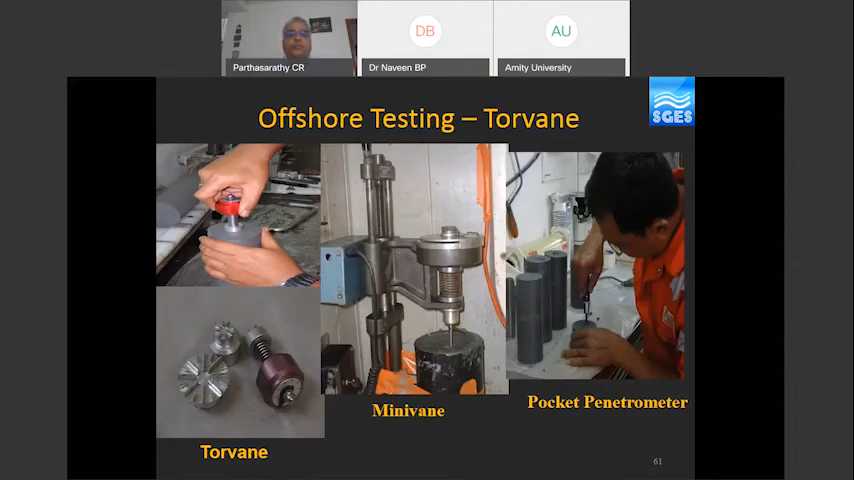 DB
AU
Parthasarathy CR
Dr Naveen BP
Amity University
Offshore Testing – Torvane
SGES
Minivane
Pocket Penetrometer
Torvane
61